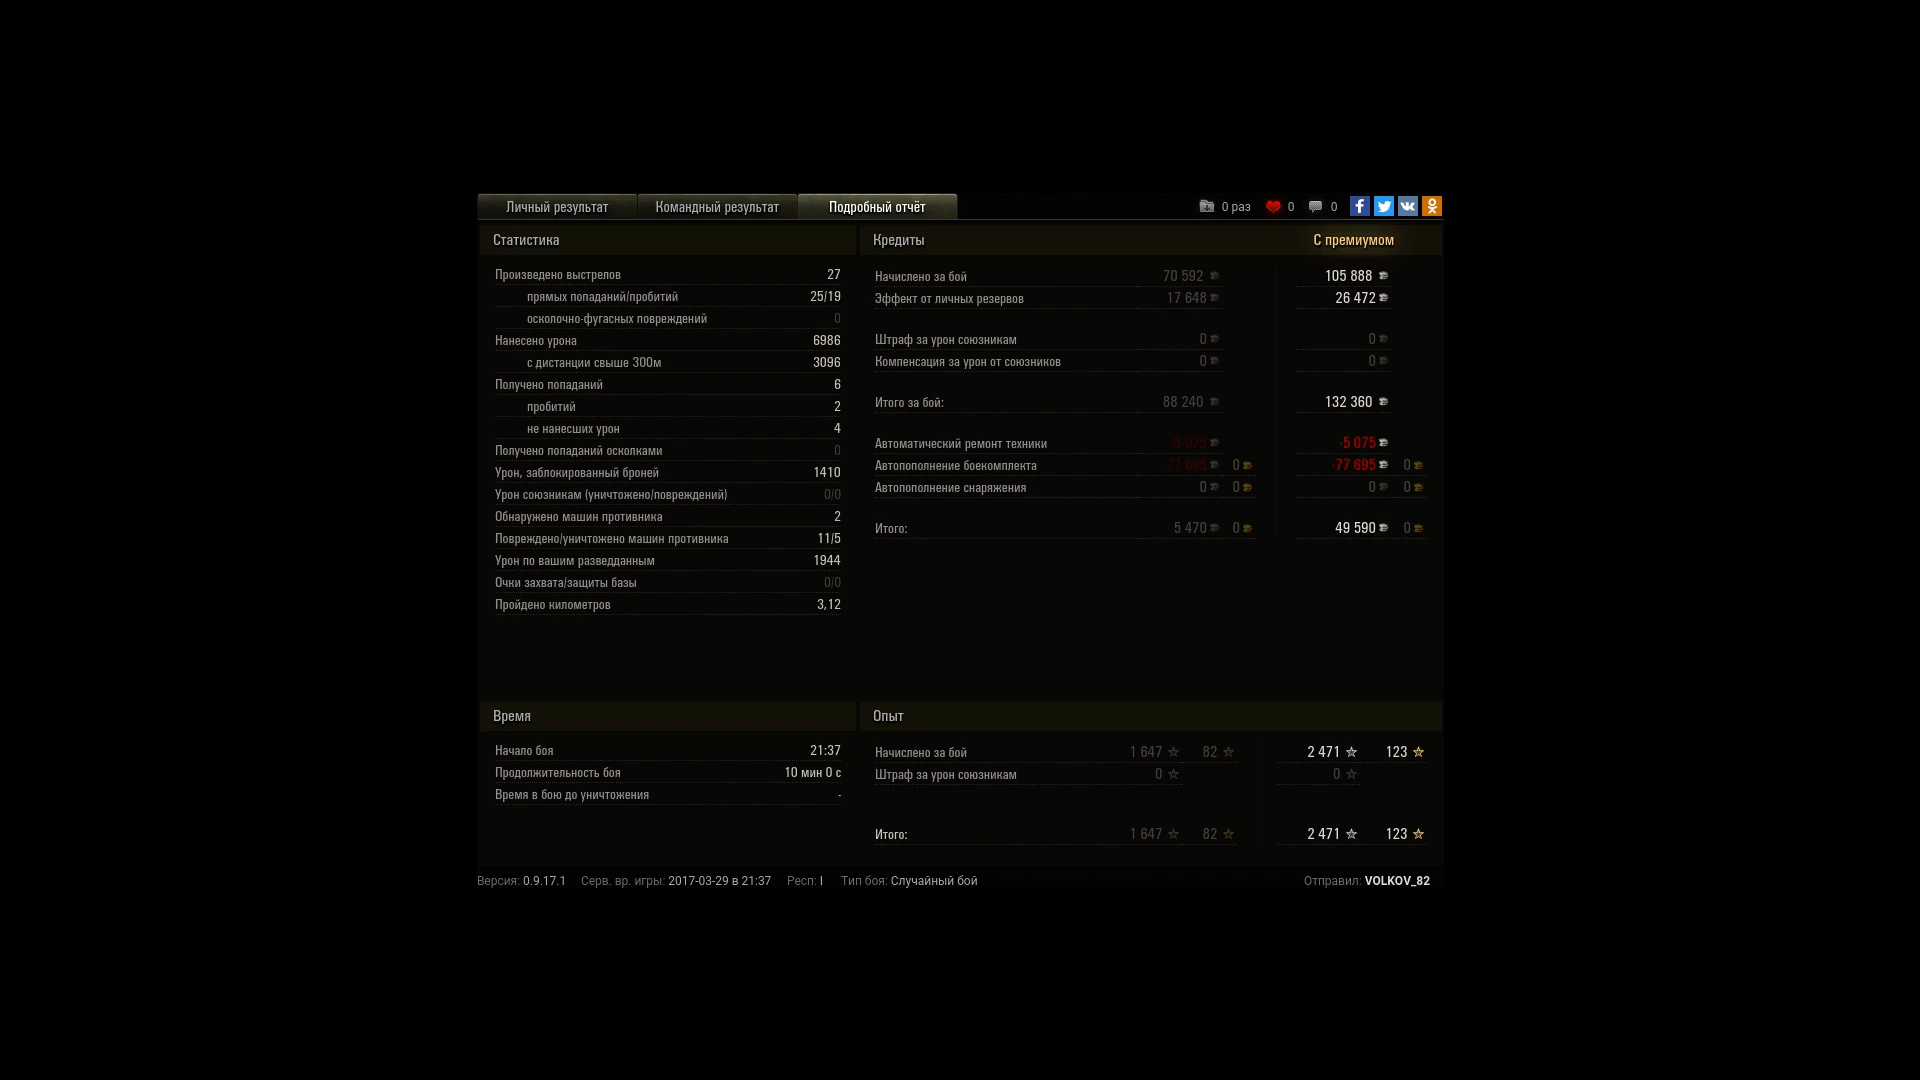 Личный результат Командный результат Подробный отчёт 0 раз 0 0
Статистика
Произведено выстрелов 27
прямых попаданий/пробитий 25/19
осколочно-фугасных повреждений 0
Нанесено урона 6986
с дистанции свыше 300м 3096
Получено попаданий 6
пробитий 2
не нанесших урон 4
Получено попаданий осколками 0
Урон, заблокированный броней 1410
Урон союзникам (уничтожено/повреждений) 0/0
Обнаружено машин противника 2
Повреждено/уничтожено машин противника 11/5
Урон по вашим разведданным 1944
Очки захвата/защиты базы 0/0
Пройдено километров 3,12
Кредиты С премиумом
Начислено за бой 70 592 105 888
Эффект от личных резервов 17 648 26 472
Штраф за урон союзникам 0 0
Компенсация за урон от союзников 0 0
Итого за бой: 88 240 132 360
Автоматический ремонт техники -5 075 -5 075
Автопополнение боекомплекта -77 695 0 -77 695 0
Автопополнение снаряжения 0 0 0 0
Итого: 5 470 0 49 590 0
Время
Начало боя 21:37
Продолжительность боя 10 мин 0 с
Время в бою до уничтожения -
Опыт
Начислено за бой 1 647 82 2 471 123
Штраф за урон союзникам 0 0
Итого: 1 647 82 2 471 123
Версия: 0.9.17.1 Серв. вр. игры: 2017-03-29 в 21:37 Респ: I Тип боя: Случайный бой Отправил: VOLKOV_82